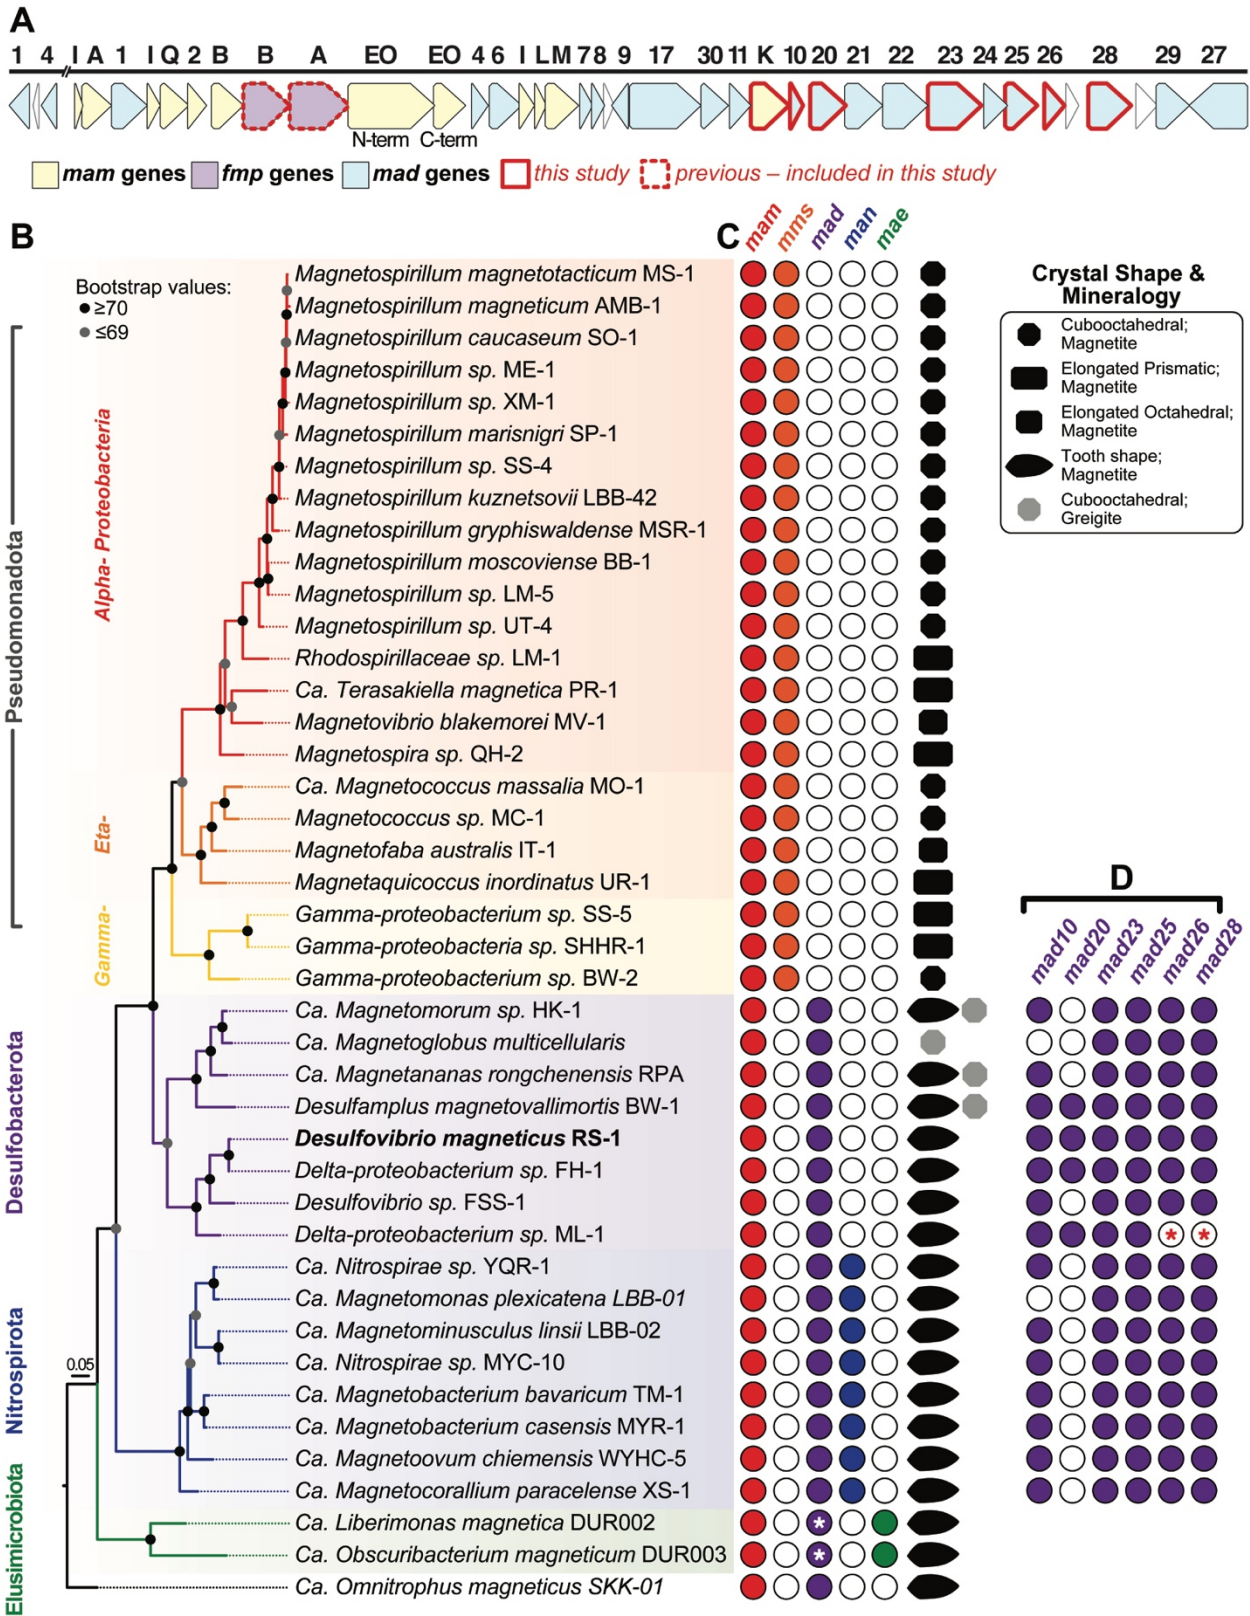 A
1 4 I A 1 I Q 2 B B A EO EO 4 6 I L M 7 8 9 17 30 11 K 10 20 21 22 23 24 25 26 28 29 27
N-term C-term
mam genes fmp genes mad genes this study previous – included in this study
B
C mam mms mad man mae
Bootstrap values:
≥70
≤69
Pseudomonadota
Alpha- Proteobacteria
Eta-
Gamma-
Desulfobacterota
Nitrospirota
Elusimicrobiota
0.05
Magnetospirillum magnetotacticum MS-1
Magnetospirillum magneticum AMB-1
Magnetospirillum caucaseum SO-1
Magnetospirillum sp. ME-1
Magnetospirillum sp. XM-1
Magnetospirillum marisnigri SP-1
Magnetospirillum sp. SS-4
Magnetospirillum kuznetsovii LBB-42
Magnetospirillum gryphiswaldense MSR-1
Magnetospirillum moscoviense BB-1
Magnetospirillum sp. LM-5
Magnetospirillum sp. UT-4
Rhodospirillaceae sp. LM-1
Ca. Terasakiella magnetica PR-1
Magnetovibrio blakemorei MV-1
Magnetospira sp. QH-2
Ca. Magnetococcus massalia MO-1
Magnetococcus sp. MC-1
Magnetofaba australis IT-1
Magnetaquicoccus inordinatus UR-1
Gamma-proteobacterium sp. SS-5
Gamma-proteobacteria sp. SHHR-1
Gamma-proteobacterium sp. BW-2
Ca. Magnetomorum sp. HK-1
Ca. Magnetoglobus multicellularis
Ca. Magnetananas rongchenensis RPA
Desulfamplus magnetovallimortis BW-1
Desulfovibrio magneticus RS-1
Delta-proteobacterium sp. FH-1
Desulfovibrio sp. FSS-1
Delta-proteobacterium sp. ML-1
* *
Ca. Nitrospirae sp. YQR-1
Ca. Magnetomonas plexicatena LBB-01
Ca. Magnetominusculus linsii LBB-02
Ca. Nitrospirae sp. MYC-10
Ca. Magnetobacterium bavaricum TM-1
Ca. Magnetobacterium casensis MYR-1
Ca. Magnetoovum chiemensis WYHC-5
Ca. Magnetocorallium paracelense XS-1
Ca. Liberimonas magnetica DUR002
*
Ca. Obscuribacterium magneticum DUR003
*
Ca. Omnitrophus magneticus SKK-01
Crystal Shape &
Mineralogy
Cubooctahedral;
Magnetite
Elongated Prismatic;
Magnetite
Elongated Octahedral;
Magnetite
Tooth shape;
Magnetite
Cubooctahedral;
Greigite
D
mad10 mad20 mad23 mad25 mad26 mad28